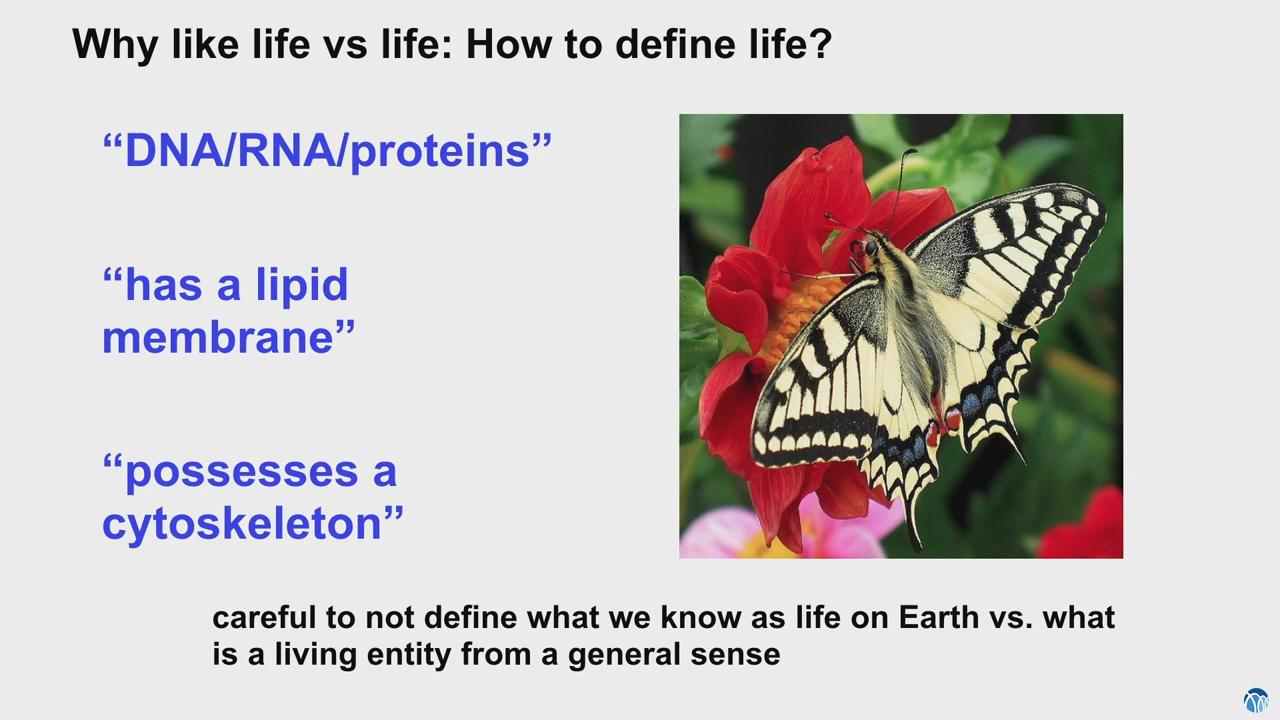 Why like life vs life: How to define life?
“DNA/RNA/proteins”
“has a lipid
membrane”
“possesses a
cytoskeleton”
careful to not define what we know as life on Earth vs. what
is a living entity from a general sense